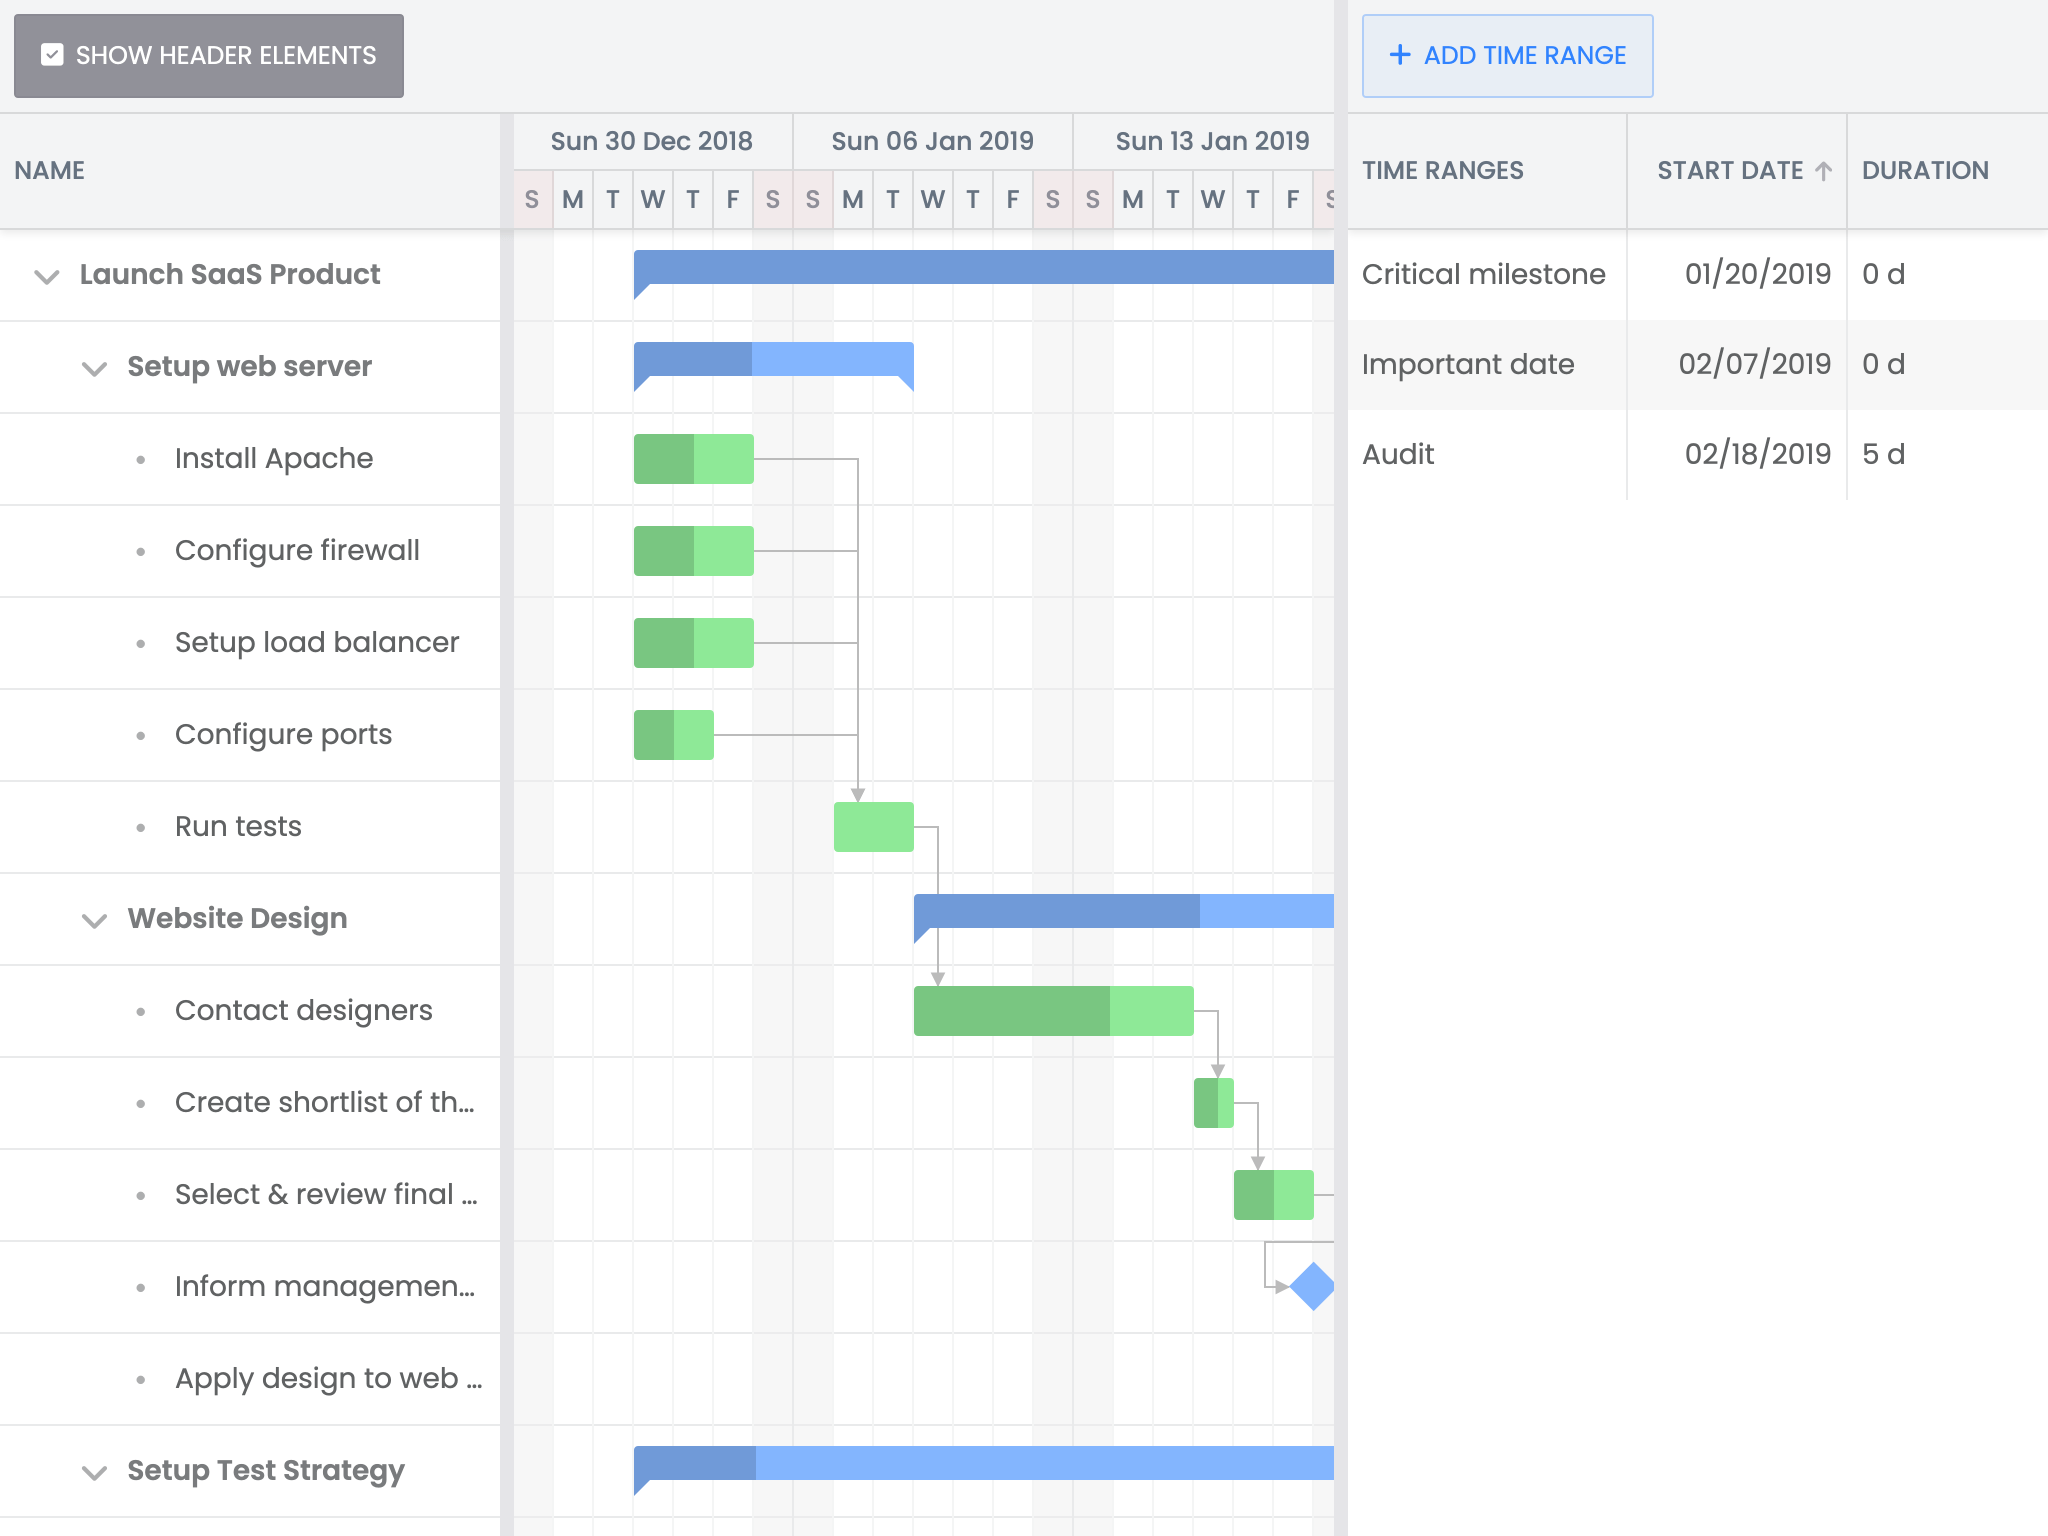 SHOW HEADER ELEMENTS
ADD TIME RANGE
NAME
Sun 30 Dec 2018 Sun 06 Jan 2019 Sun 13 Jan 2019
S M T W T F S S M T W T F S S M T W T F S
TIME RANGES START DATE DURATION
Launch SaaS Product
Setup web server
Install Apache
Configure firewall
Setup load balancer
Configure ports
Run tests
Website Design
Contact designers
Create shortlist of th...
Select & review final ...
Inform managemen...
Apply design to web ...
Setup Test Strategy
Critical milestone 01/20/2019 0 d
Important date 02/07/2019 0 d
Audit 02/18/2019 5 d